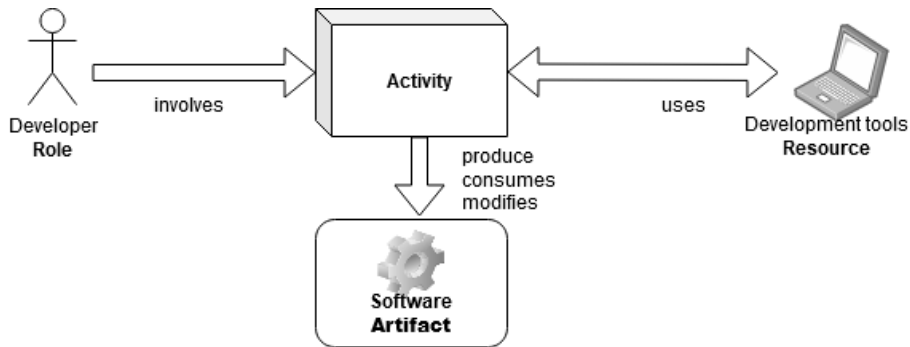 Developer
Role
involves
Activity
uses
Development tools
Resource
produce
consumes
modifies
Software
Artifact